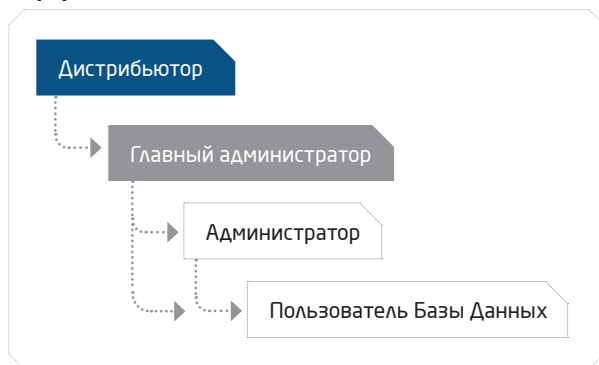 Дистрибьютор
Главный администратор
Администратор
Пользователь Базы Данных